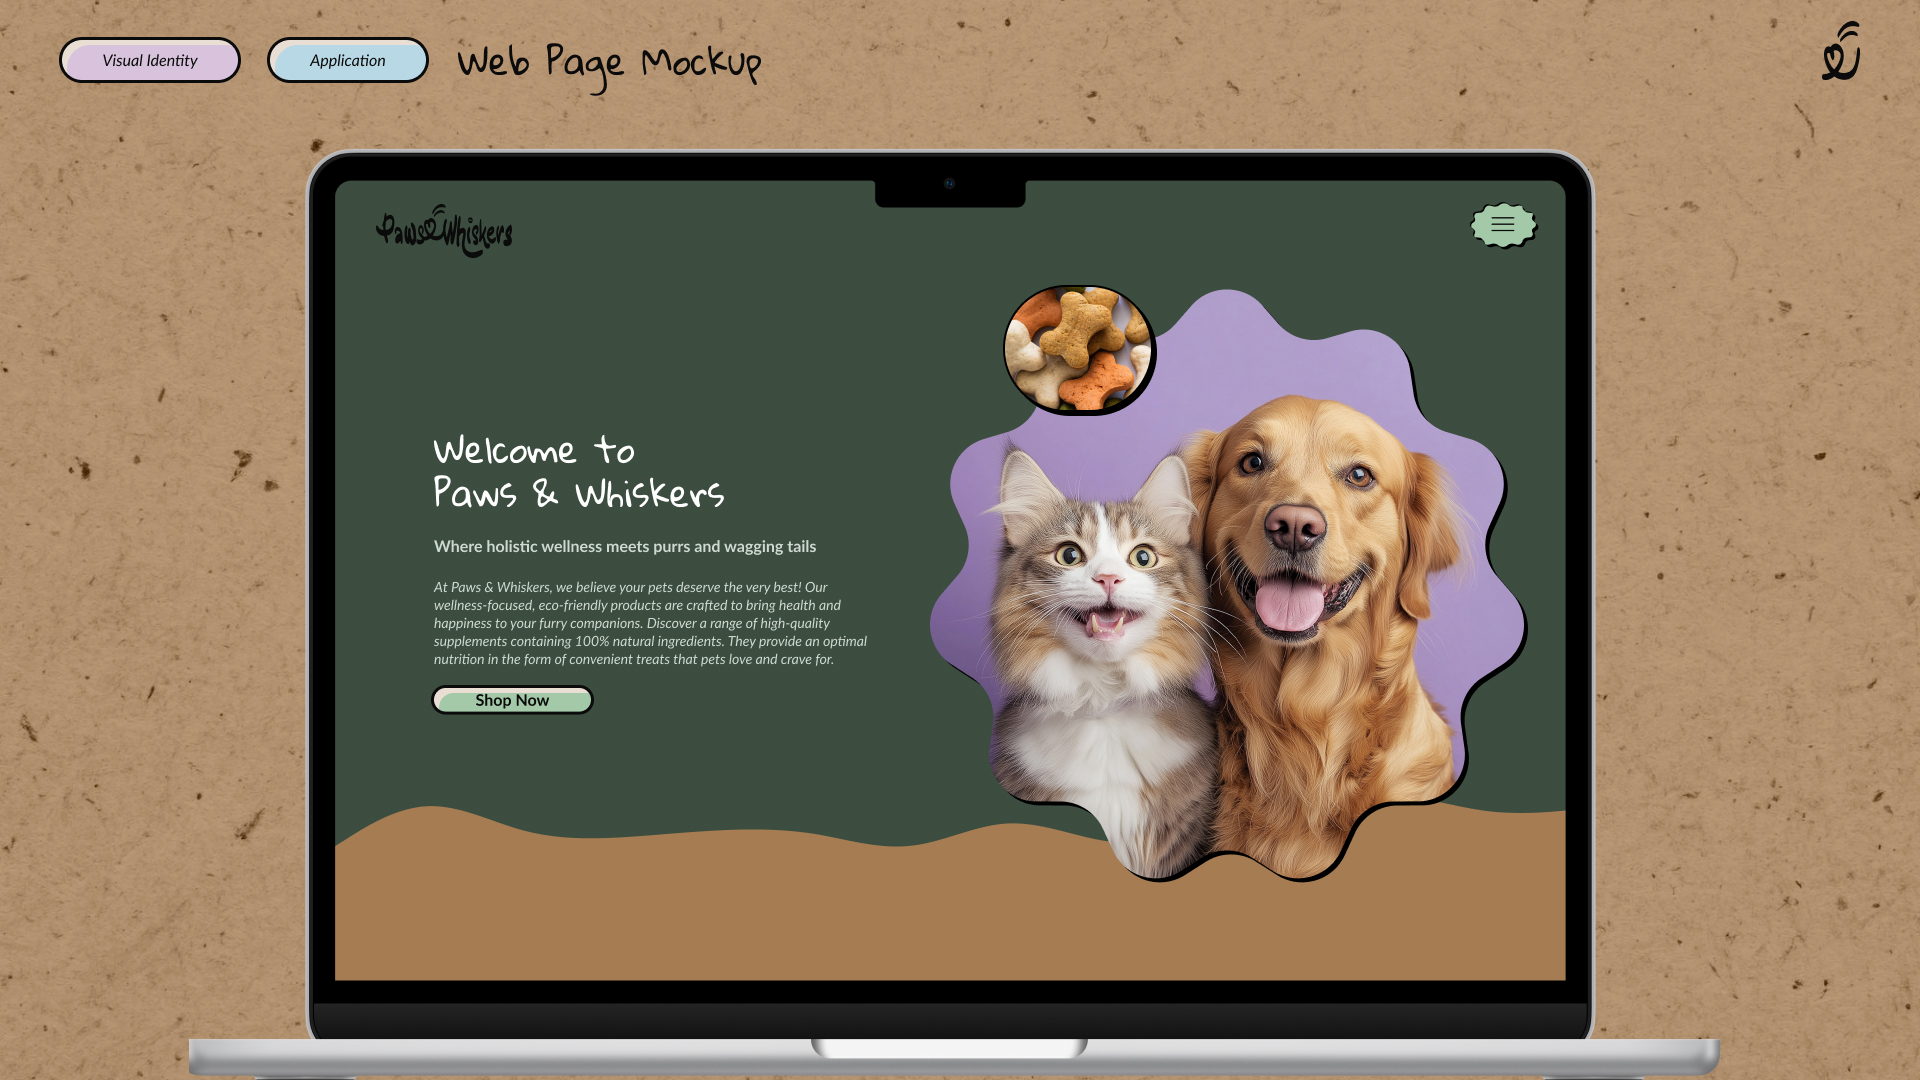 Visual Identity
Application
Web Page Mockup
Paws & Whiskers
Welcome to
Paws & Whiskers
Where holistic wellness meets purrs and wagging tails
At Paws & Whiskers, we believe your pets deserve the very best! Our
wellness-focused, eco-friendly products are crafted to bring health and
happiness to your furry companions. Discover a range of high-quality
supplements containing 100% natural ingredients. They provide an optimal
nutrition in the form of convenient treats that pets love and crave for.
Shop Now